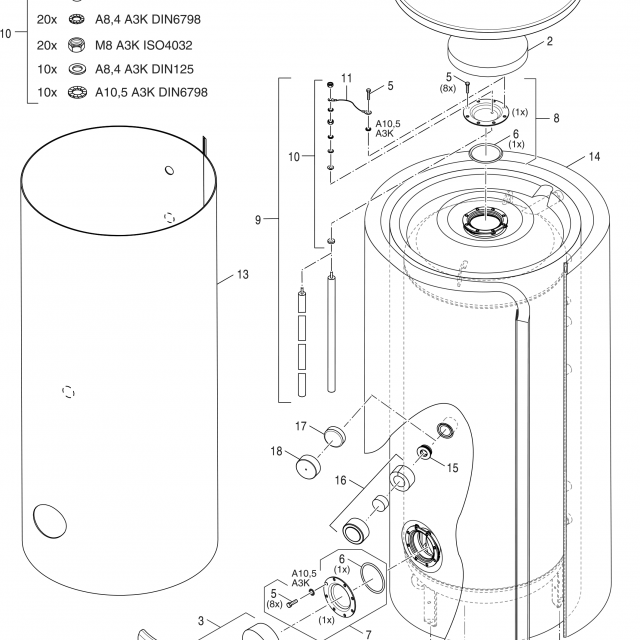 20x A8,4 A3K DIN6798
10
20x M8 A3K ISO4032
10x A8,4 A3K DIN125
10x A10,5 A3K DIN6798
2
11
5
5
(8x)
(1x)
8
A10,5
A3K
6
(1x)
10
14
9
13
17
18
15
16
6
(1x)
A10,5
A3K
5
(8x)
(1x)
3
7